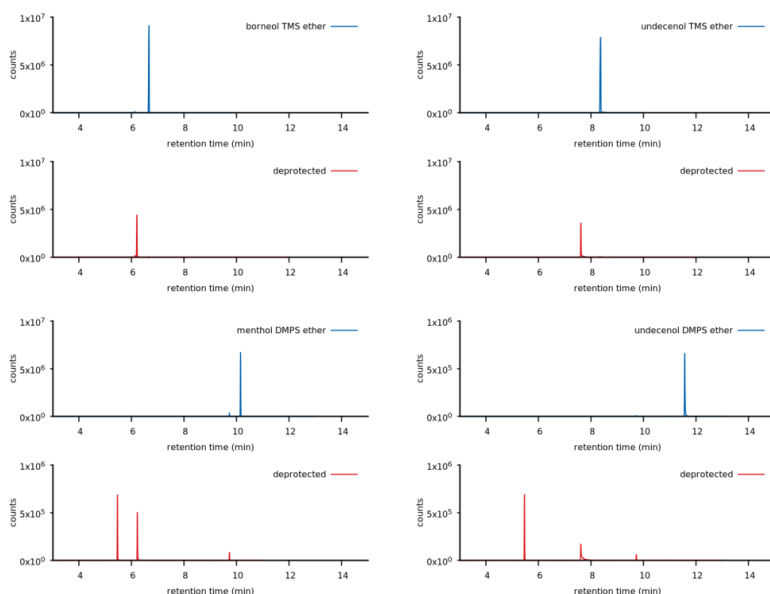 1x10⁷
borneol TMS ether
counts
5x10⁶
0x10⁰
4 6 8 10 12 14
retention time (min)
1x10⁷
undecenol TMS ether
counts
5x10⁶
0x10⁰
4 6 8 10 12 14
retention time (min)
1x10⁷
deprotected
counts
5x10⁶
0x10⁰
4 6 8 10 12 14
retention time (min)
1x10⁷
deprotected
counts
5x10⁶
0x10⁰
4 6 8 10 12 14
retention time (min)
1x10⁷
menthol DMPS ether
counts
5x10⁶
0x10⁰
4 6 8 10 12 14
retention time (min)
1x10⁶
undecenol DMPS ether
counts
5x10⁵
0x10⁰
4 6 8 10 12 14
retention time (min)
1x10⁶
deprotected
counts
5x10⁵
0x10⁰
4 6 8 10 12 14
retention time (min)
1x10⁶
deprotected
counts
5x10⁵
0x10⁰
4 6 8 10 12 14
retention time (min)